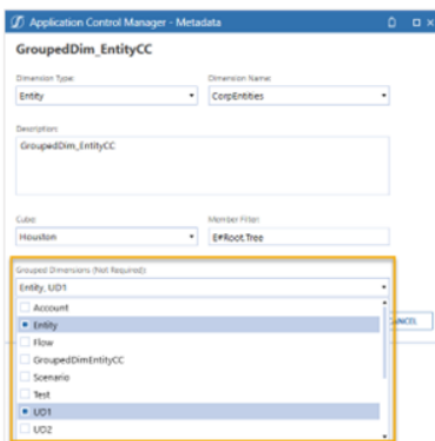 Application Control Manager - Metadata
GroupedDim_EntityCC
Dimension Type: Dimension Name:
Entity CorpEntities
Description:
GroupedDim_EntityCC
Cube: Member Filter:
Houston E#Root.Tree
Grouped Dimensions (Not Required):
Entity, UD1
Account
Entity
Flow
GroupedDimEntityCC
Scenario
Test
UD1
UD2